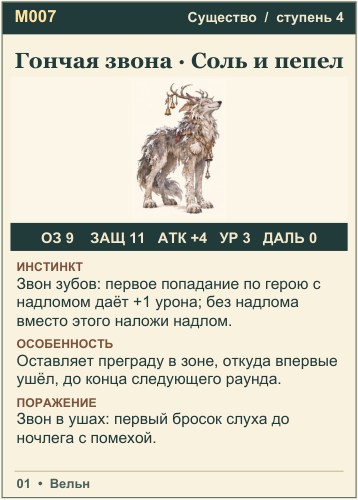 M007
Существо / ступень 4
Гончая звона · Соль и пепел
ОЗ 9 ЗАЩ 11 АТК +4 УР 3 ДАЛЬ 0
ИНСТИНКТ
Звон зубов: первое попадание по герою с
надломом даёт +1 урона; без надлома
вместо этого наложи надлом.
ОСОБЕННОСТЬ
Оставляет преграду в зоне, откуда впервые
ушёл, до конца следующего раунда.
ПОРАЖЕНИЕ
Звон в ушах: первый бросок слуха до
ночлега с помехой.
01 • Вельн